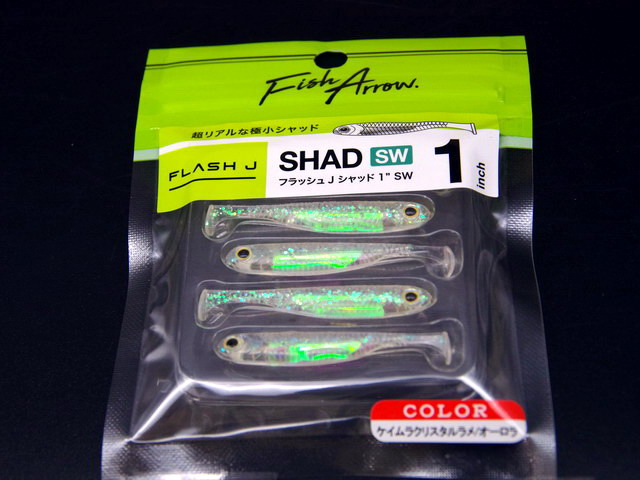 Fish Arrow.
超リアルな極小シャッド
FLASH J
SHAD SW
フラッシュ J シャッド 1" SW
1
inch
COLOR
ケイムラクリスタルラメ/オーロラ